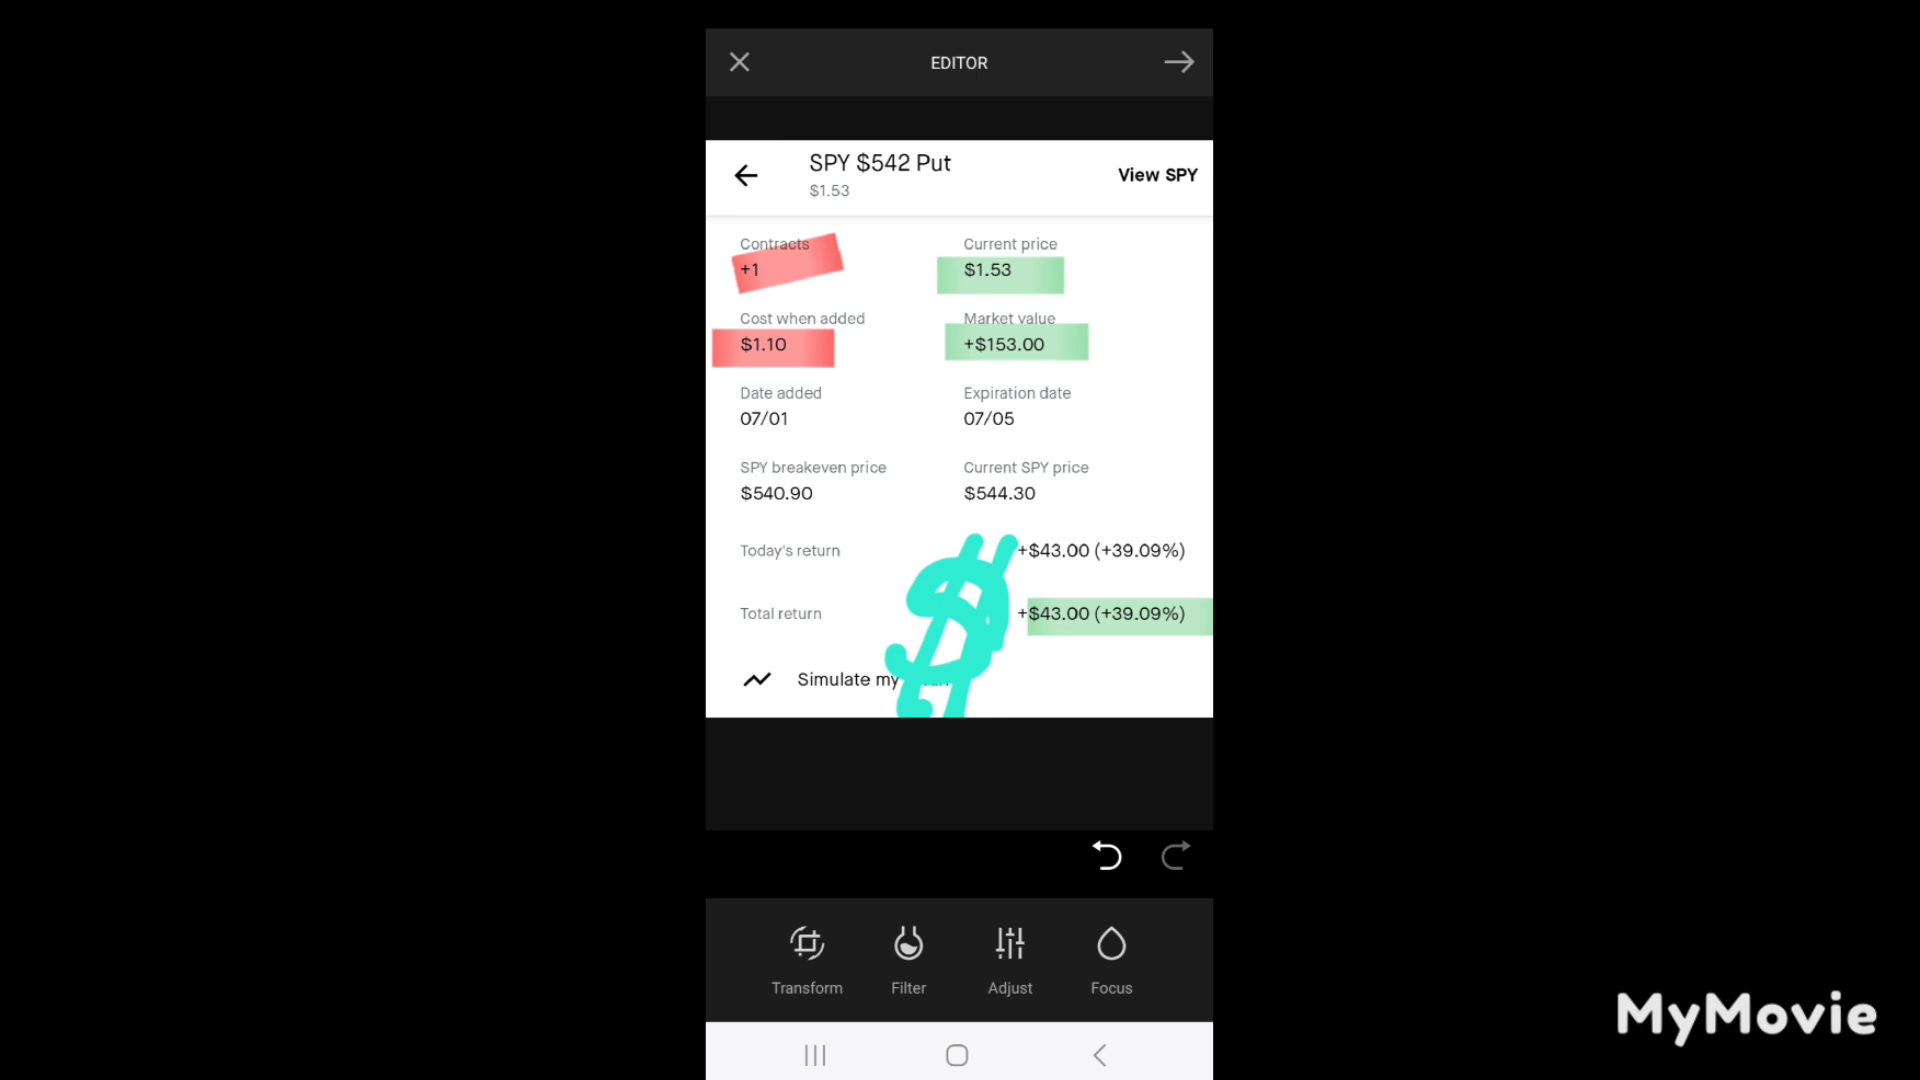 EDITOR
SPY $542 Put
$1.53
View SPY
Contracts
+1
Current price
$1.53
Cost when added
$1.10
Market value
+$153.00
Date added
07/01
Expiration date
07/05
SPY breakeven price
$540.90
Current SPY price
$544.30
Today's return
+$43.00 (+39.09%)
Total return
+$43.00 (+39.09%)
$
Simulate my
Transform
Filter
Adjust
Focus
MyMovie